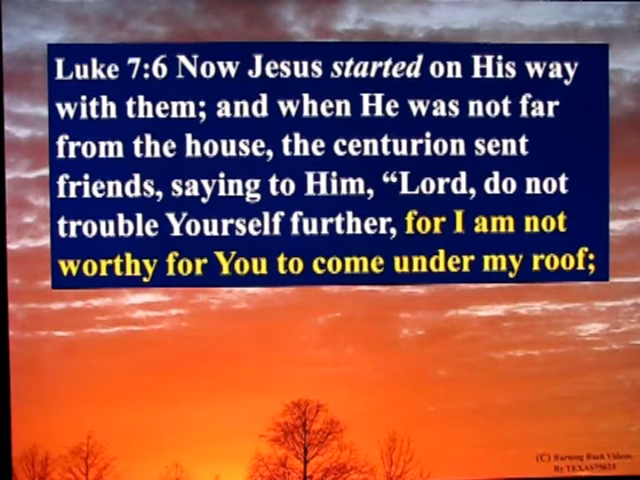 Luke 7:6 Now Jesus started on His way
with them; and when He was not far
from the house, the centurion sent
friends, saying to Him, “Lord, do not
trouble Yourself further, for I am not
worthy for You to come under my roof;
(C) Burning Bush Videos,
By TEXAS75023